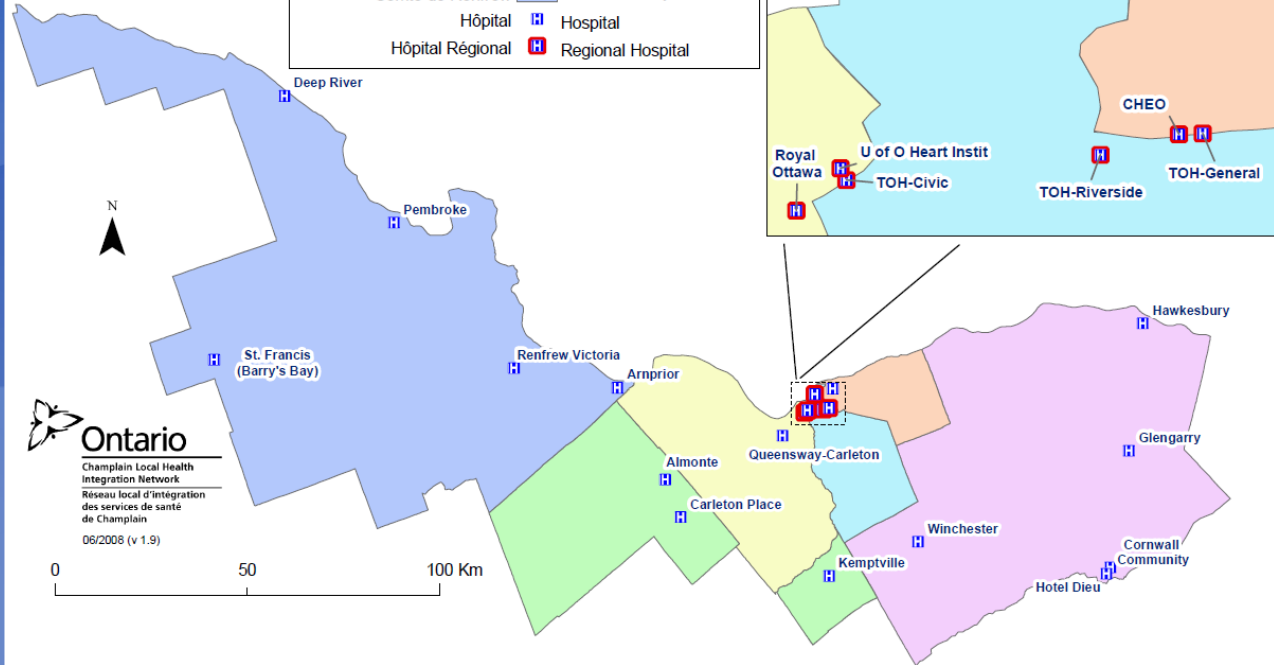 Hôpital H Hospital
Hôpital Régional H Regional Hospital
Deep River
Pembroke
N
St. Francis
(Barry's Bay)
Renfrew Victoria
Arnprior
Almonte
Carleton Place
Queensway-Carleton
Kemptville
Winchester
Hawkesbury
Glengarry
Cornwall
Community
Hotel Dieu
Royal
Ottawa
U of O Heart Instit
TOH-Civic
CHEO
TOH-Riverside
TOH-General
Ontario
Champlain Local Health
Integration Network
Réseau local d'intégration
des services de santé
de Champlain
06/2008 (v 1.9)
0 50 100 Km